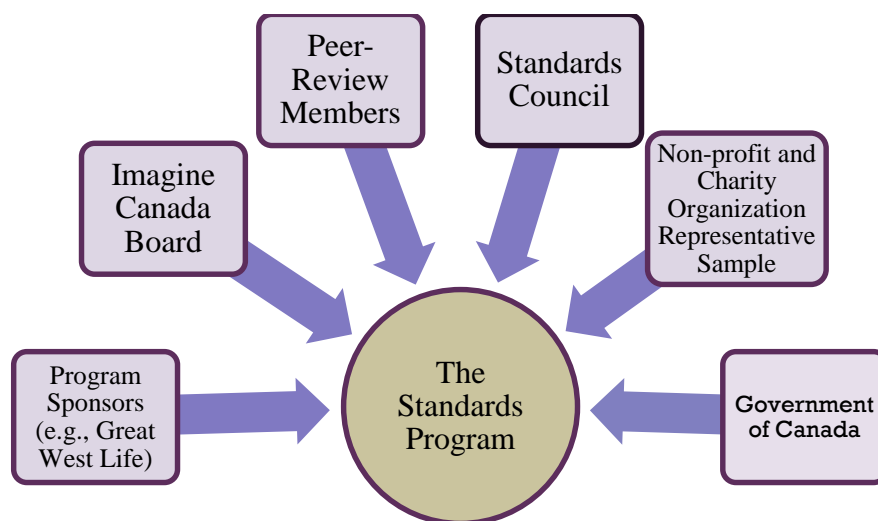 Peer-
Review
Members
Standards
Council
Imagine
Canada
Board
Non-profit and
Charity
Organization
Representative
Sample
Program
Sponsors
(e.g., Great
West Life)
The
Standards
Program
Government
of Canada